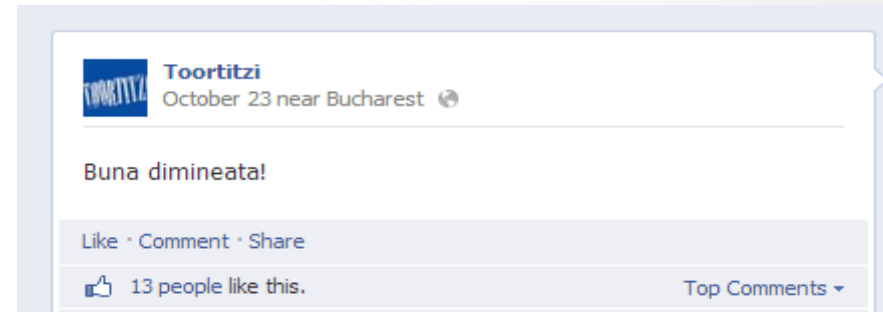 TOORTITZI
Toortitzi
October 23 near Bucharest
Buna dimineata!
Like · Comment · Share
13 people like this.
Top Comments